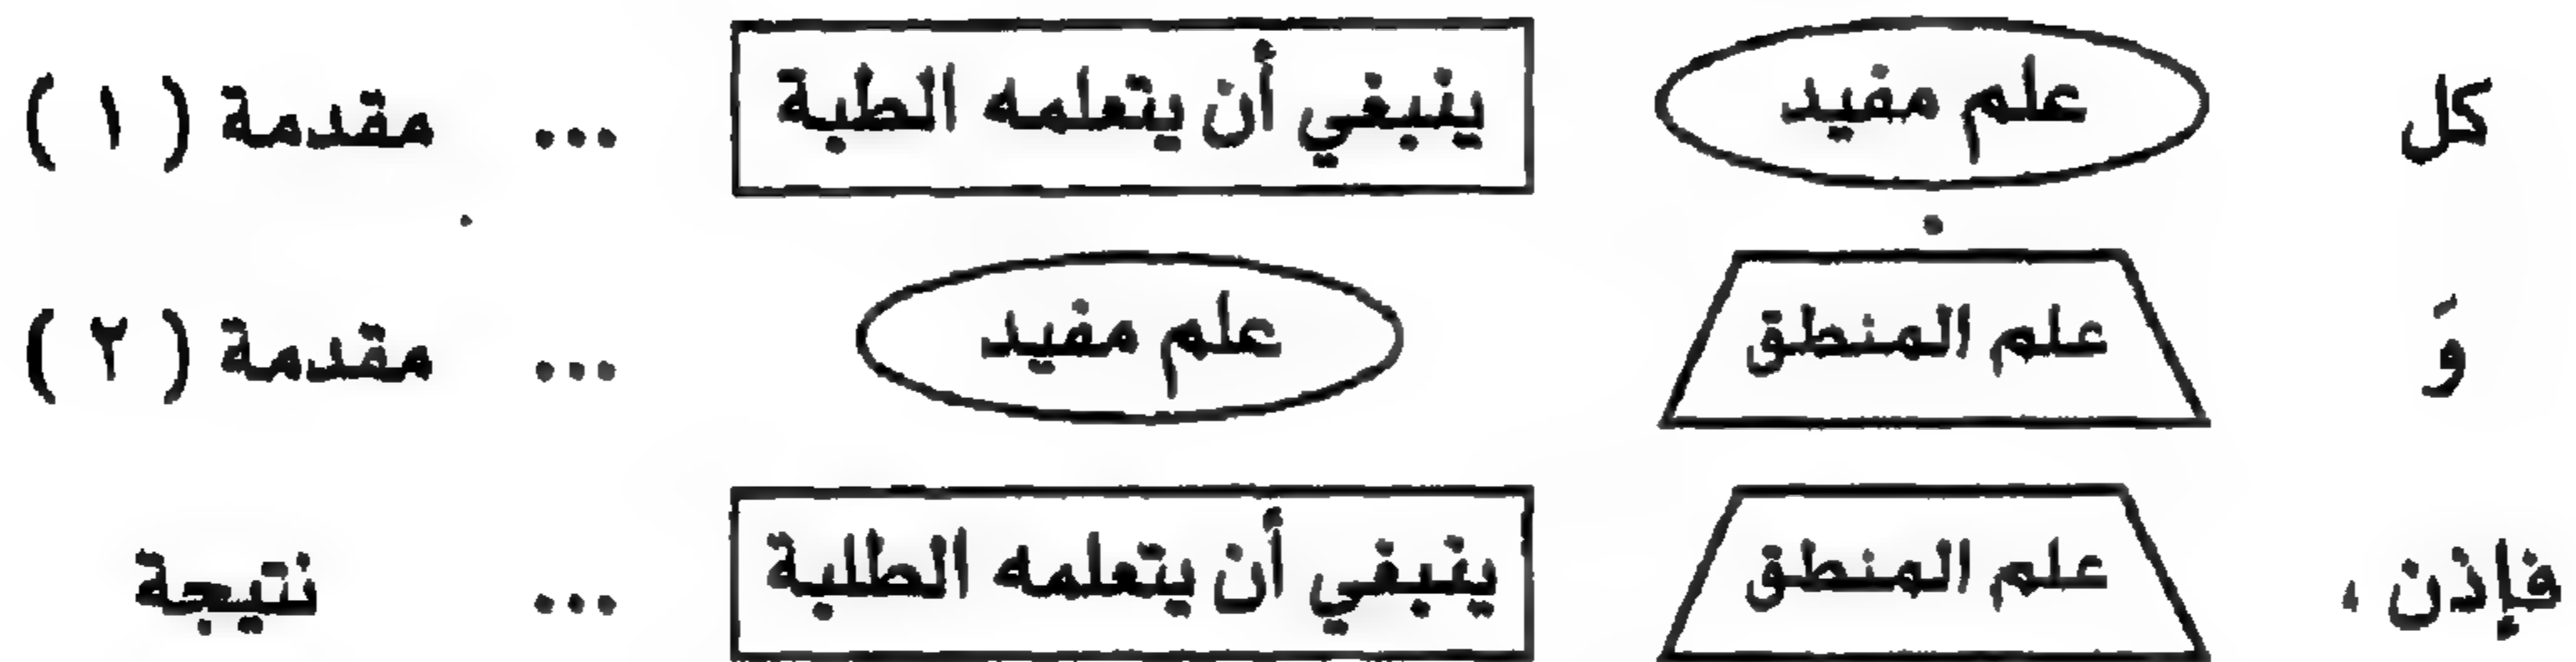 كل علم مفيد ينبغي أن يتعلمه الطبة ... مقدمة ( ١ )
وَ علم المنطق علم مفيد ... مقدمة ( ٢ )
فإذن ، علم المنطق ينبغي أن يتعلمه الطلبة ... نتيجة